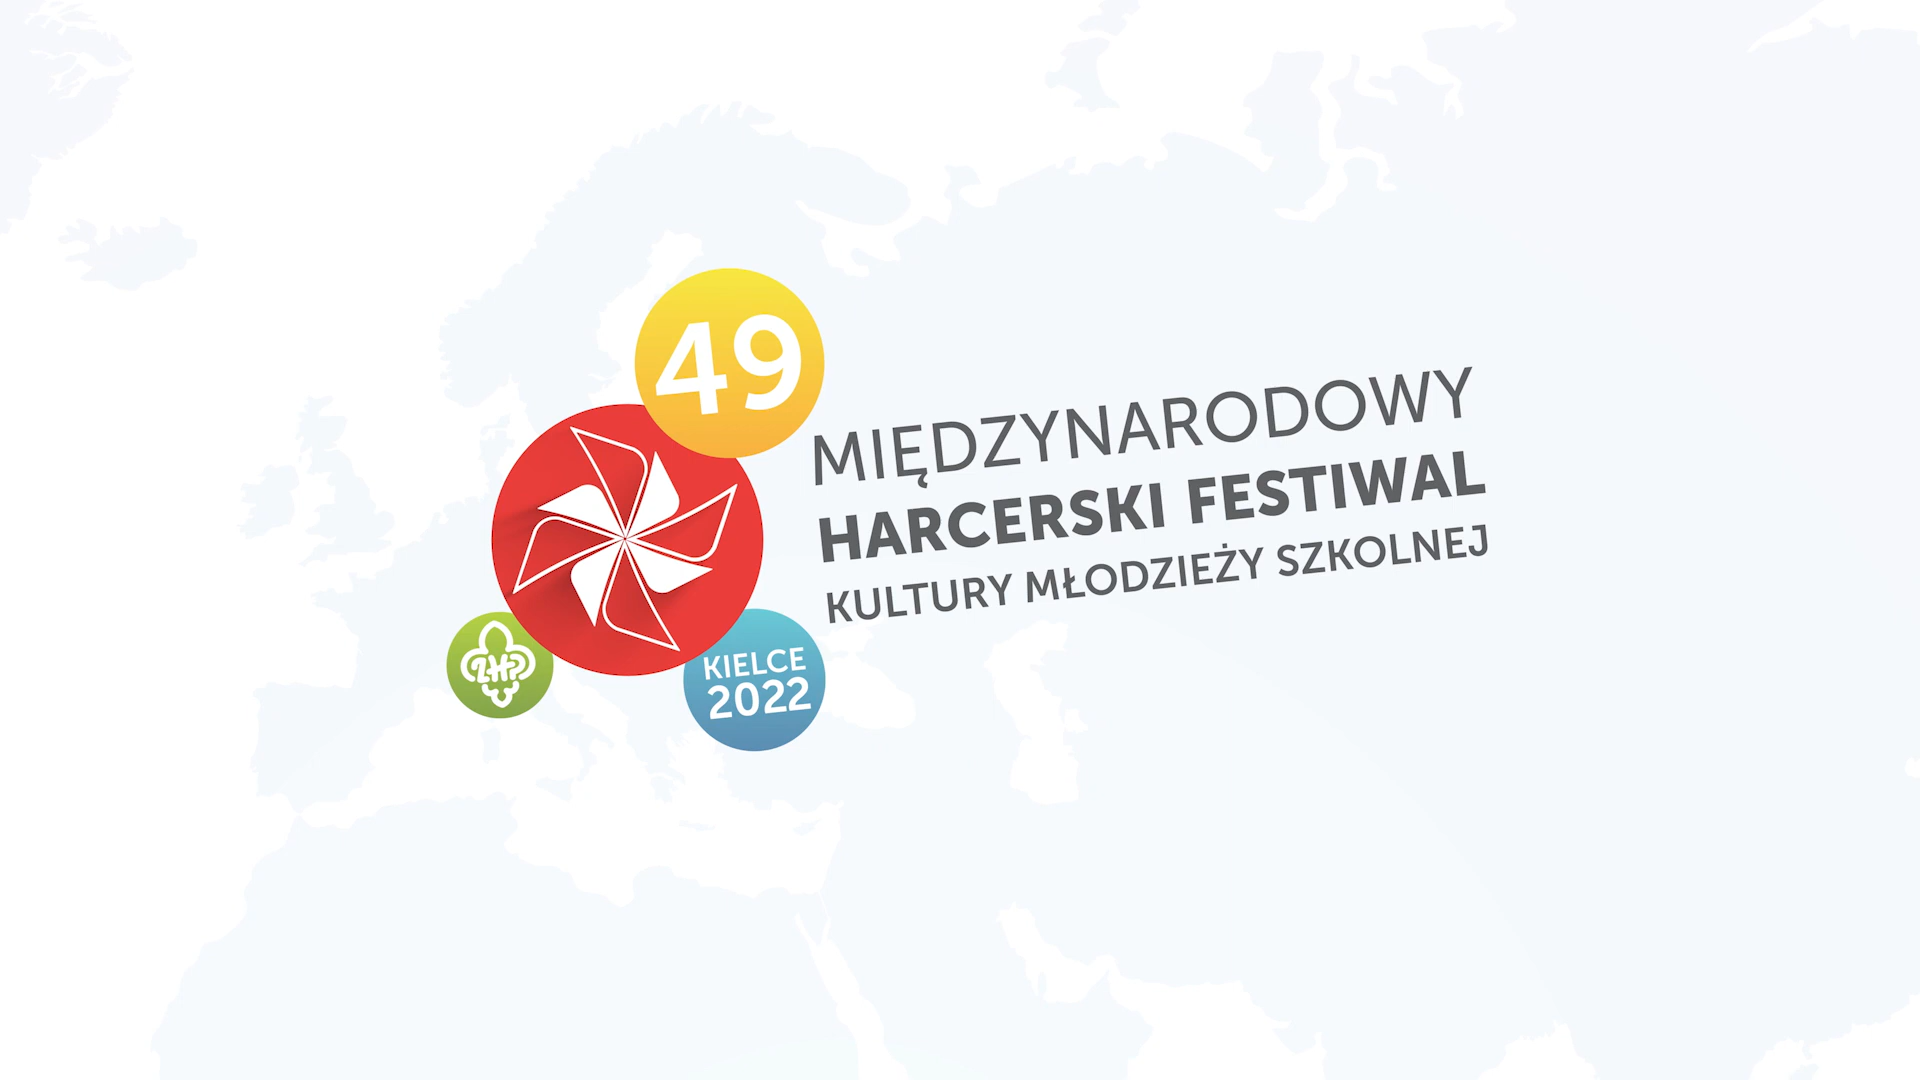 49
MIĘDZYNARODOWY
HARCERSKI FESTIWAL
KULTURY MŁODZIEŻY SZKOLNEJ
ZHP
KIELCE
2022